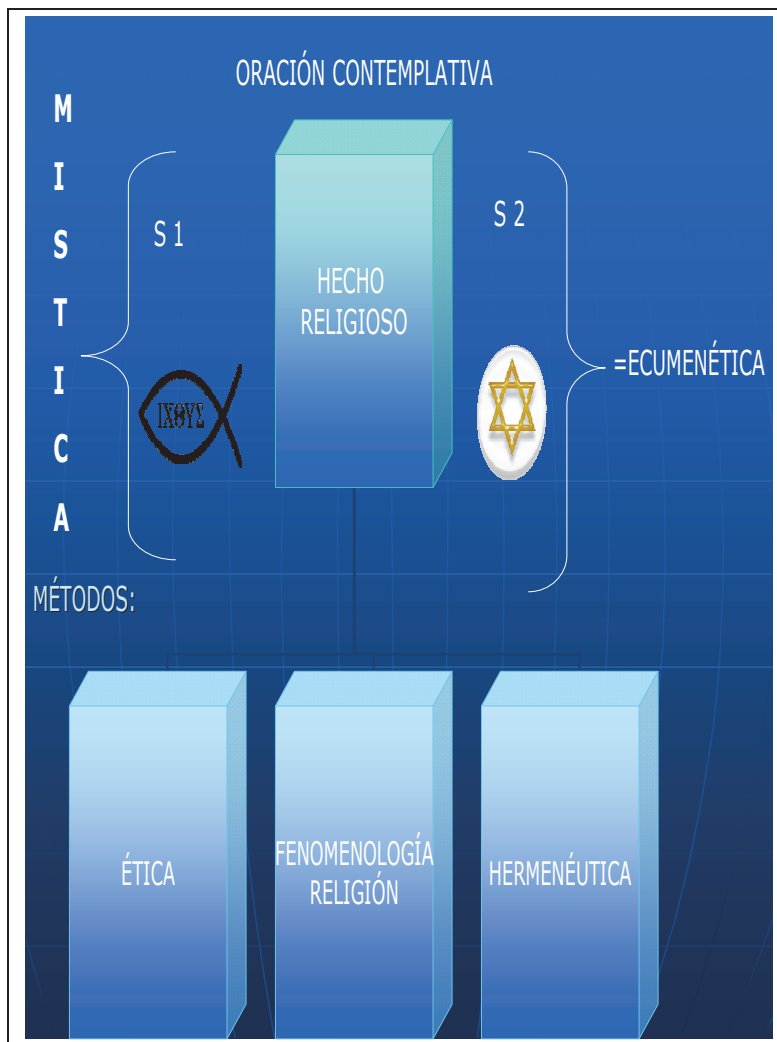 ORACIÓN CONTEMPLATIVA
M
I
S
T
I
C
A
S 1
HECHO
RELIGIOSO
S 2
ΙΧΘΥΣ
=ECUMENÉTICA
MÉTODOS:
ÉTICA
FENOMENOLOGÍA
RELIGIÓN
HERMENÉUTICA